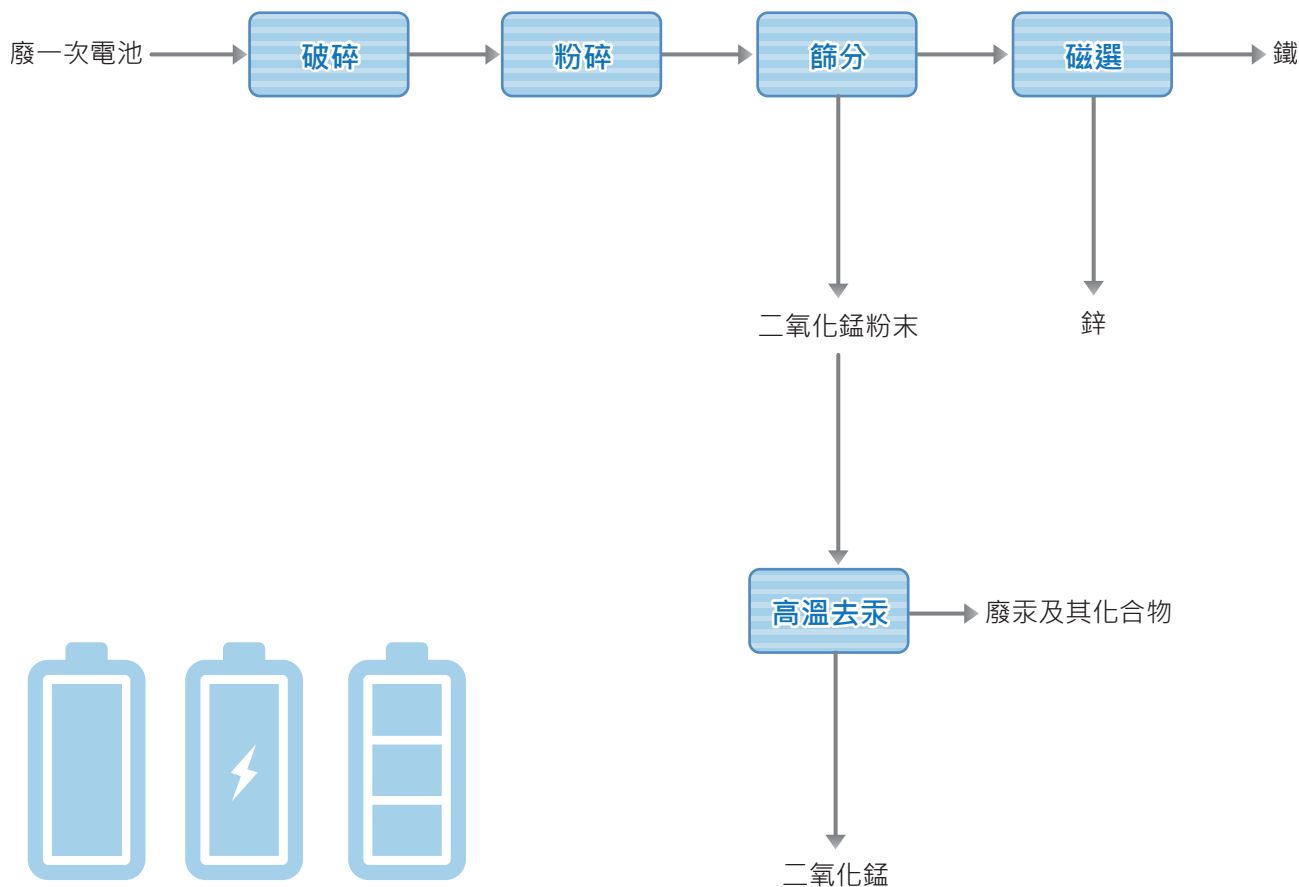 廢一次電池
破碎
粉碎
篩分
磁選
鐵
二氧化錳粉末
鋅
高溫去汞
廢汞及其化合物
二氧化錳